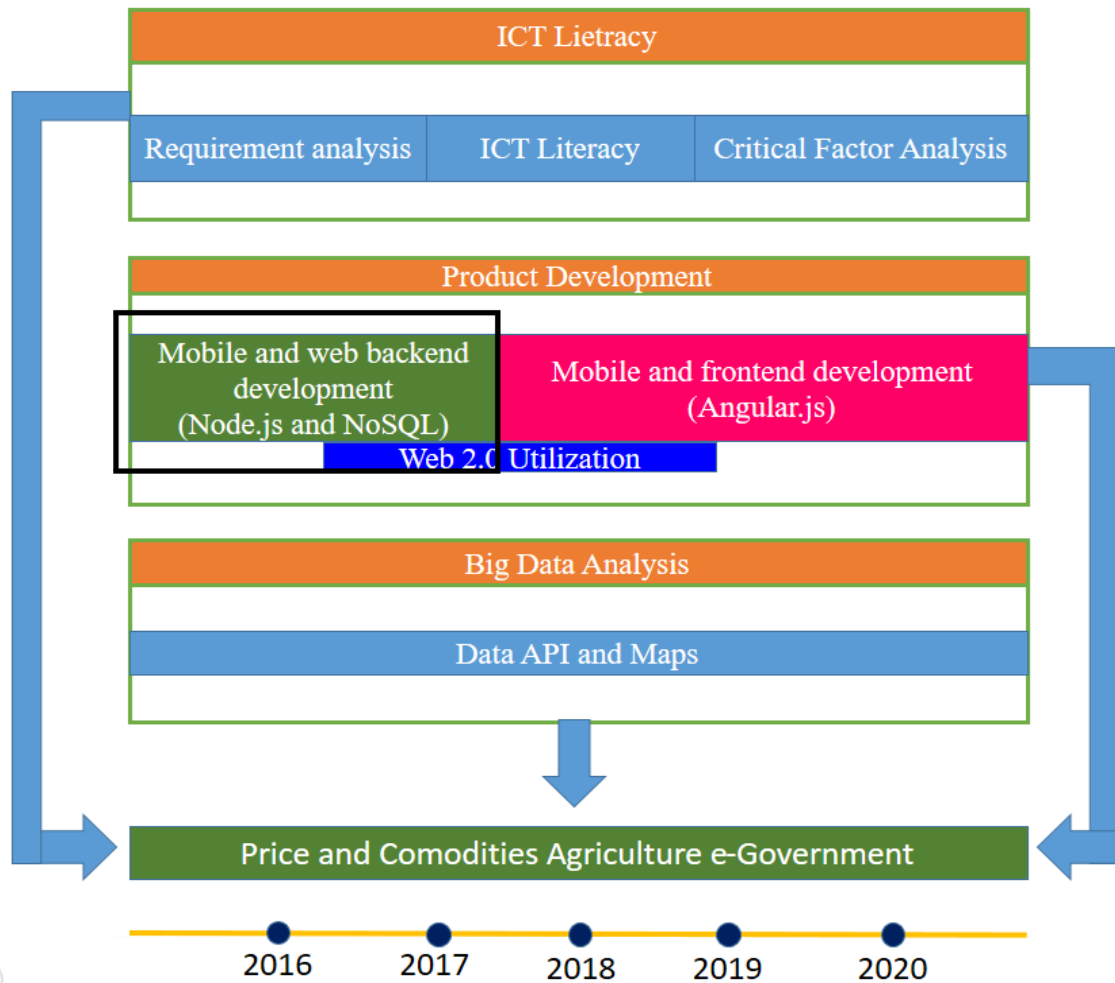 ICT Lietracy
Requirement analysis
ICT Literacy
Critical Factor Analysis
Product Development
Mobile and web backend
development
(Node.js and NoSQL)
Mobile and frontend development
(Angular.js)
Web 2.0 Utilization
Big Data Analysis
Data API and Maps
Price and Comodities Agriculture e-Government
2016
2017
2018
2019
2020